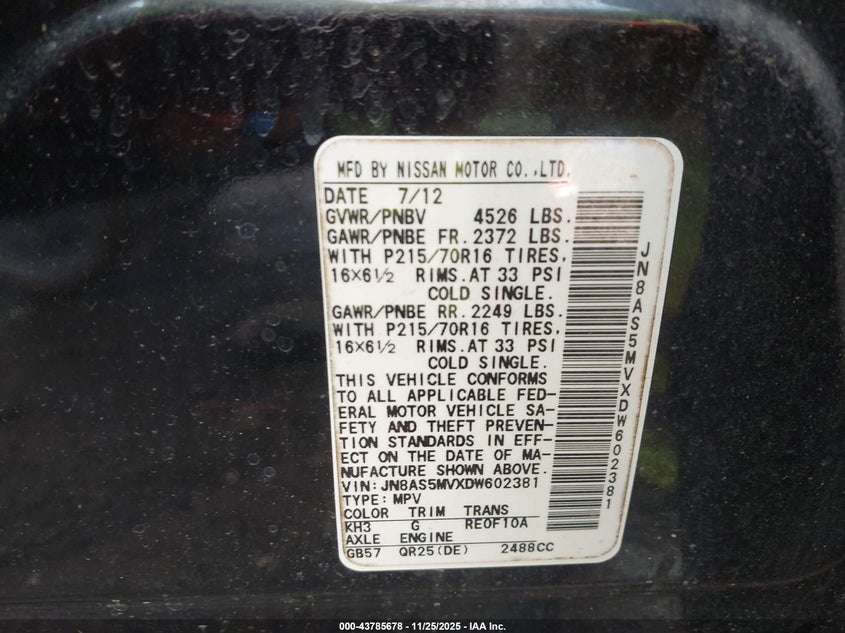 MFD BY NISSAN MOTOR CO.,LTD.
DATE 7/12
GVWR/PNBV 4526 LBS.
GAWR/PNBE FR.2372 LBS.
WITH P215/70R16 TIRES,
16×6½ RIMS.AT 33 PSI
COLD SINGLE.
GAWR/PNBE RR.2249 LBS.
WITH P215/70R16 TIRES,
16×6½ RIMS.AT 33 PSI
COLD SINGLE.
THIS VEHICLE CONFORMS
TO ALL APPLICABLE FED-
ERAL MOTOR VEHICLE SA-
FETY AND THEFT PREVEN-
TION STANDARDS IN EFF-
ECT ON THE DATE OF MA-
NUFACTURE SHOWN ABOVE.
VIN:JN8AS5MVXDW602381
TYPE:MPV
COLOR TRIM TRANS
KH3 G RE0F10A
AXLE ENGINE
GB57 QR25(DE) 2488CC
JN8AS5MVXDW602381
000-43785678 - 11/25/2025 - IAA Inc.